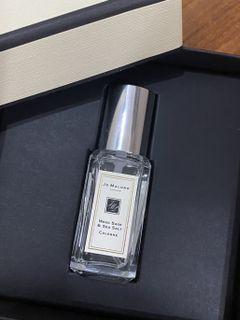 Jo Malone
London
Wood Sage
& Sea Salt
Cologne